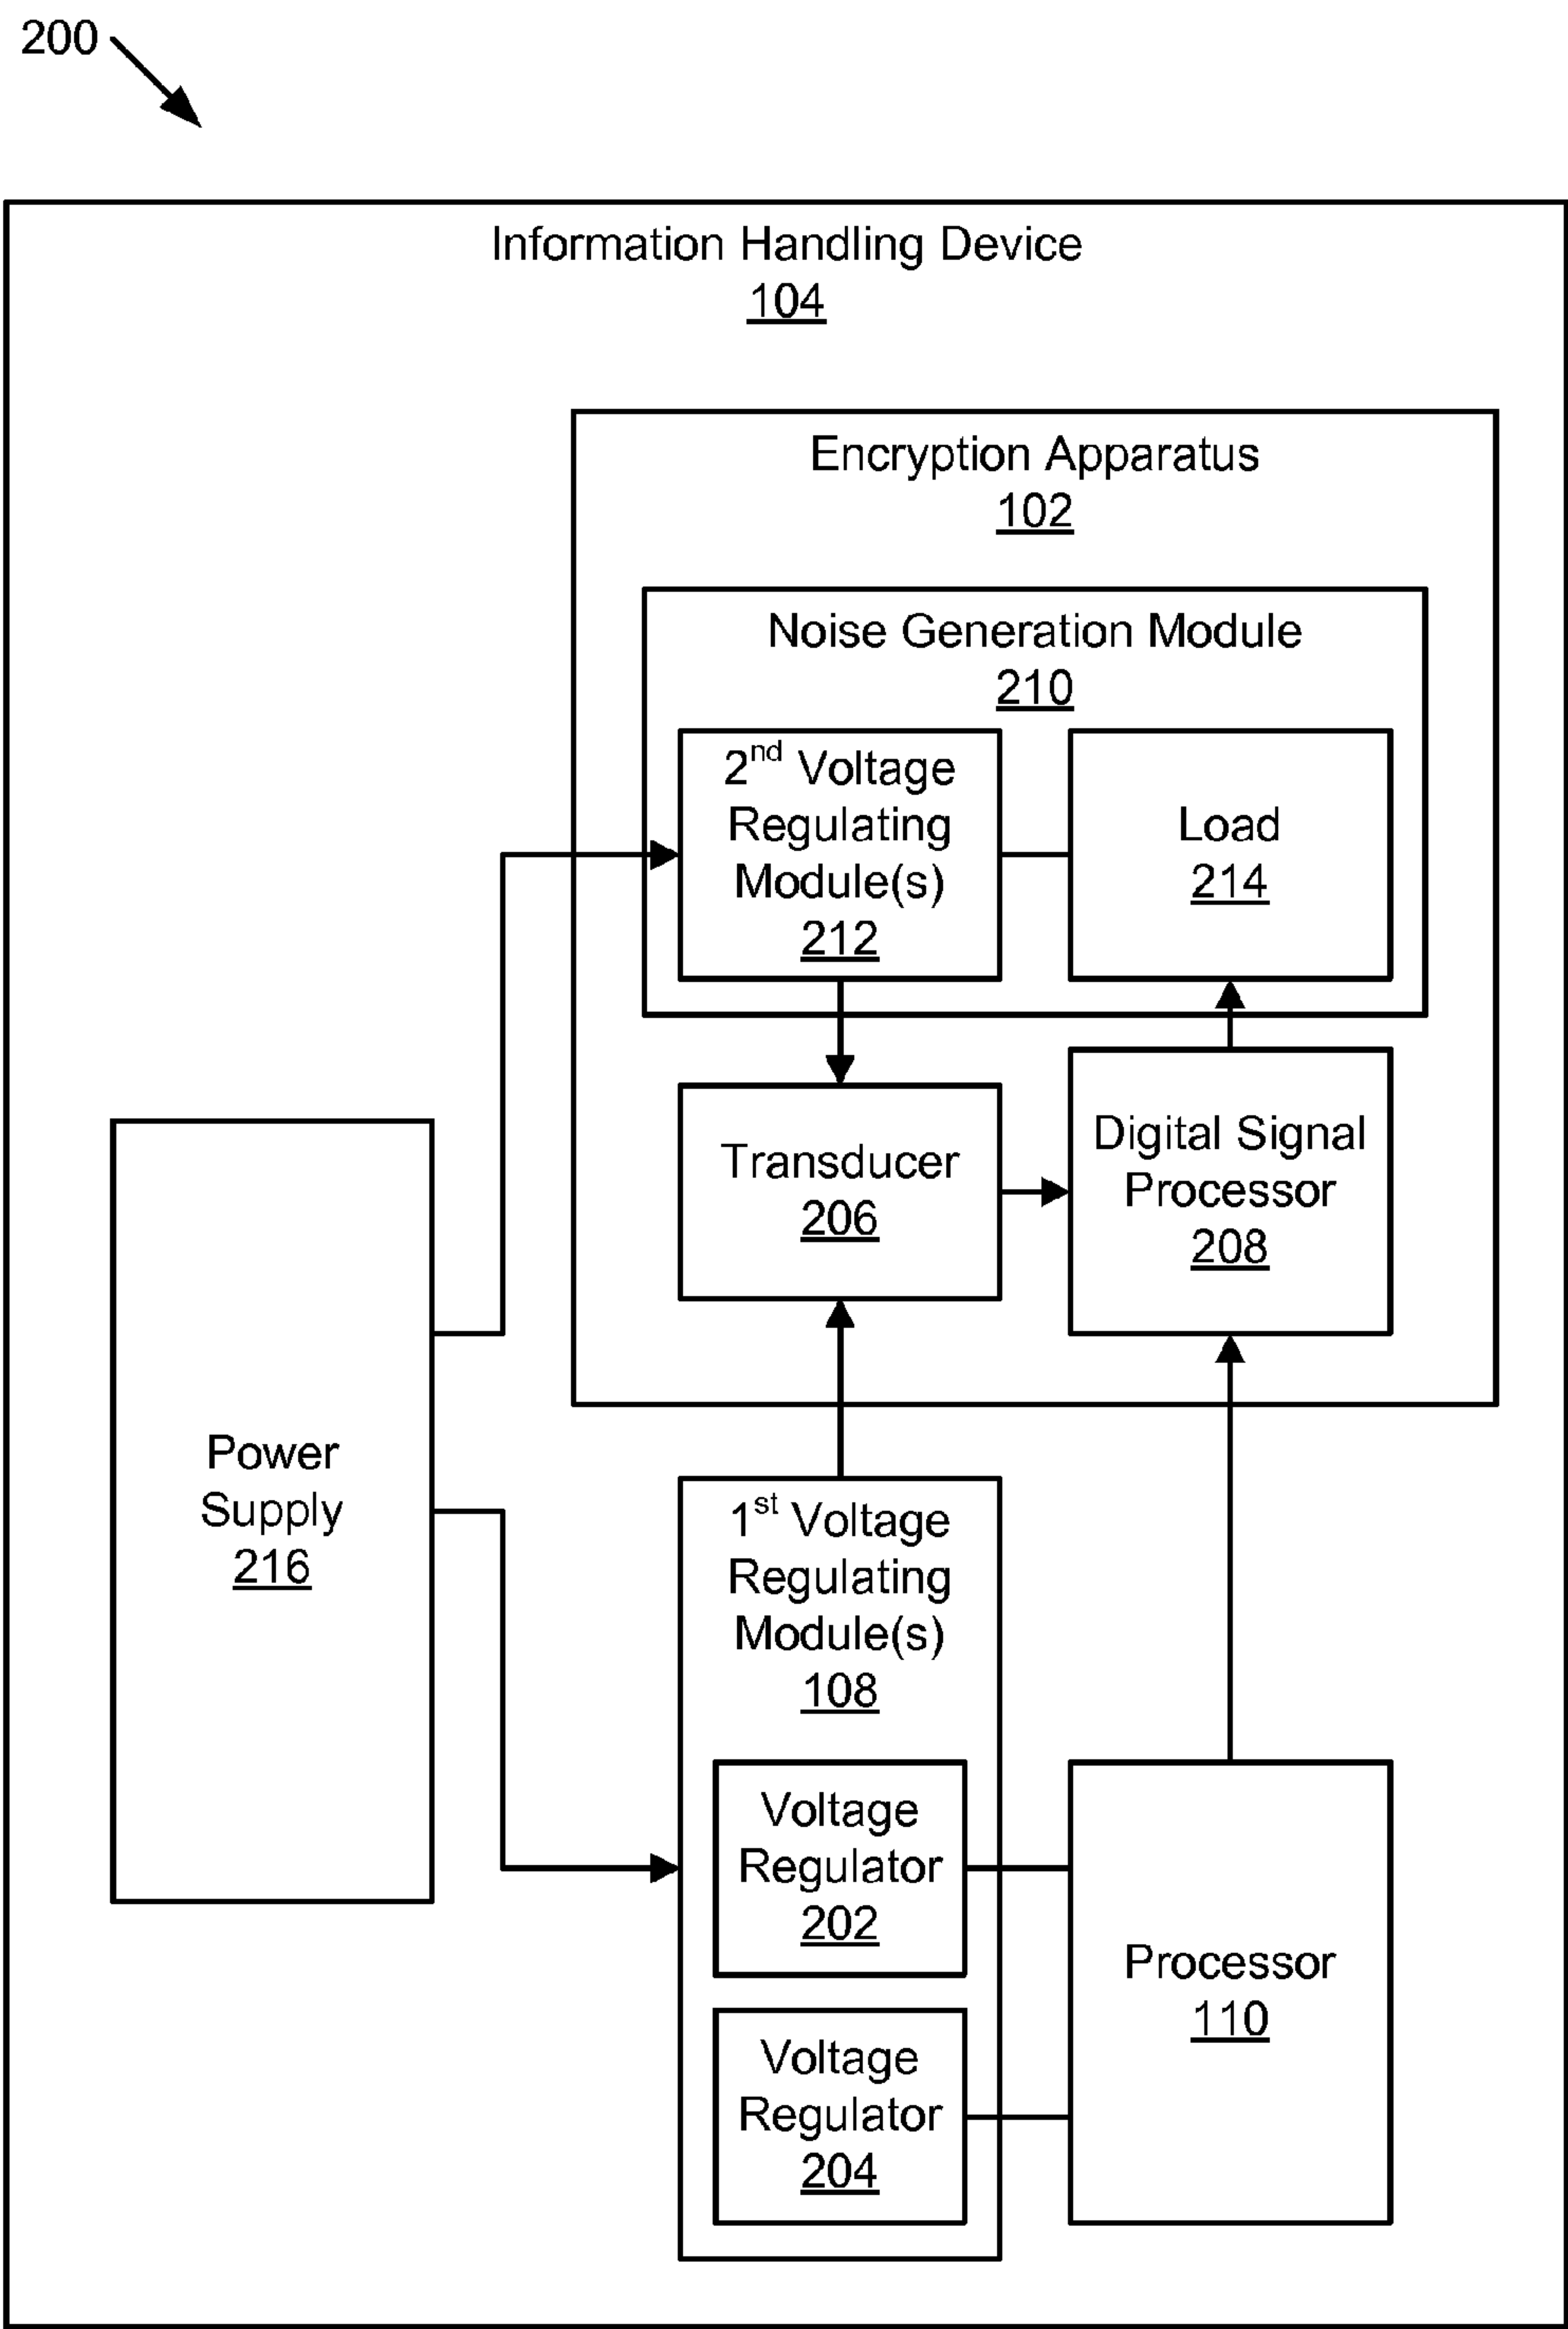 200
Information Handling Device
104
Encryption Apparatus
102
Noise Generation Module
210
2nd Voltage
Regulating
Module(s)
212
Load
214
Transducer
206
Digital Signal
Processor
208
Power
Supply
216
1st Voltage
Regulating
Module(s)
108
Voltage
Regulator
202
Voltage
Regulator
204
Processor
110